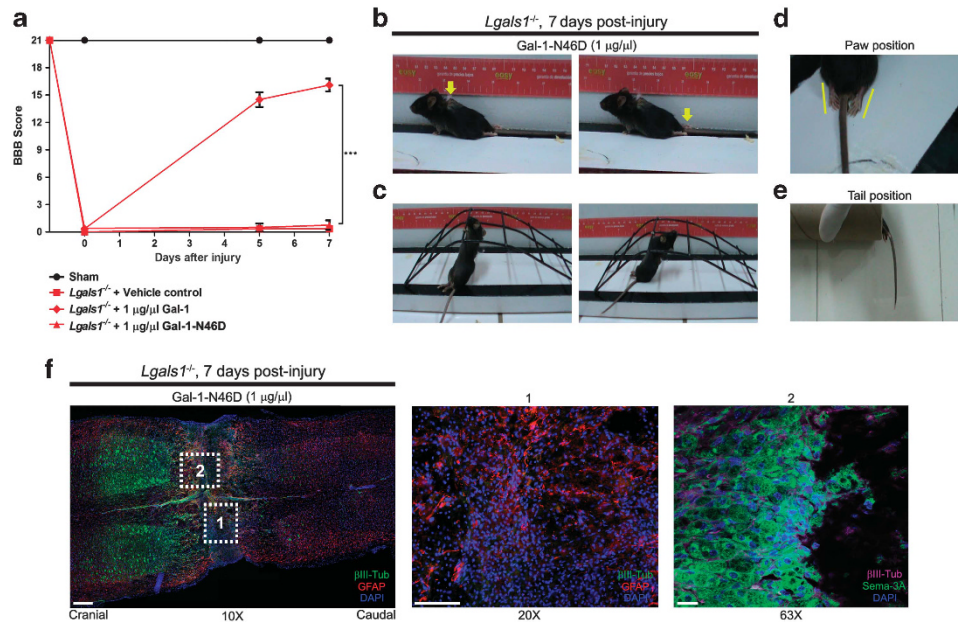 a
21
18
15
12
9
6
3
0
BBB Score
***
0 1 2 3 4 5 6 7
Days after injury
Sham
Lgals1-/- + Vehicle control
Lgals1-/- + 1 µg/µl Gal-1
Lgals1-/- + 1 µg/µl Gal-1-N46D
b
Lgals1-/-, 7 days post-injury
Gal-1-N46D (1 µg/µl)
easy
easy
c
d
Paw position
e
Tail position
f
Lgals1-/-, 7 days post-injury
Gal-1-N46D (1 µg/µl)
2
1
βIII-Tub
GFAP
DAPI
Cranial 10X Caudal
1
βIII-Tub
GFAP
DAPI
20X
2
βIII-Tub
Sema-3A
DAPI
63X